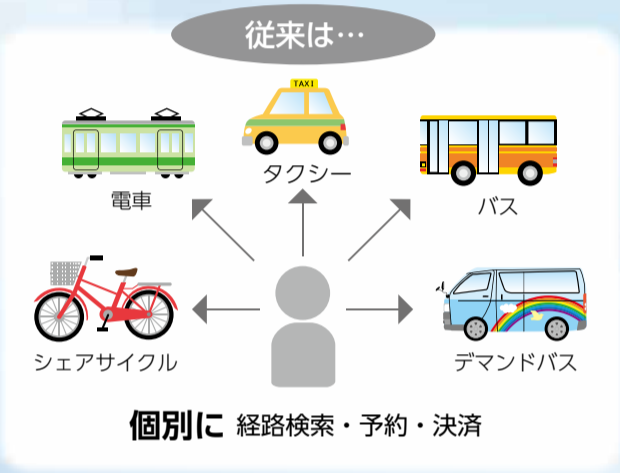 従来は…
TAXI
電車
タクシー
バス
シェアサイクル
デマンドバス
個別に 経路検索・予約・決済